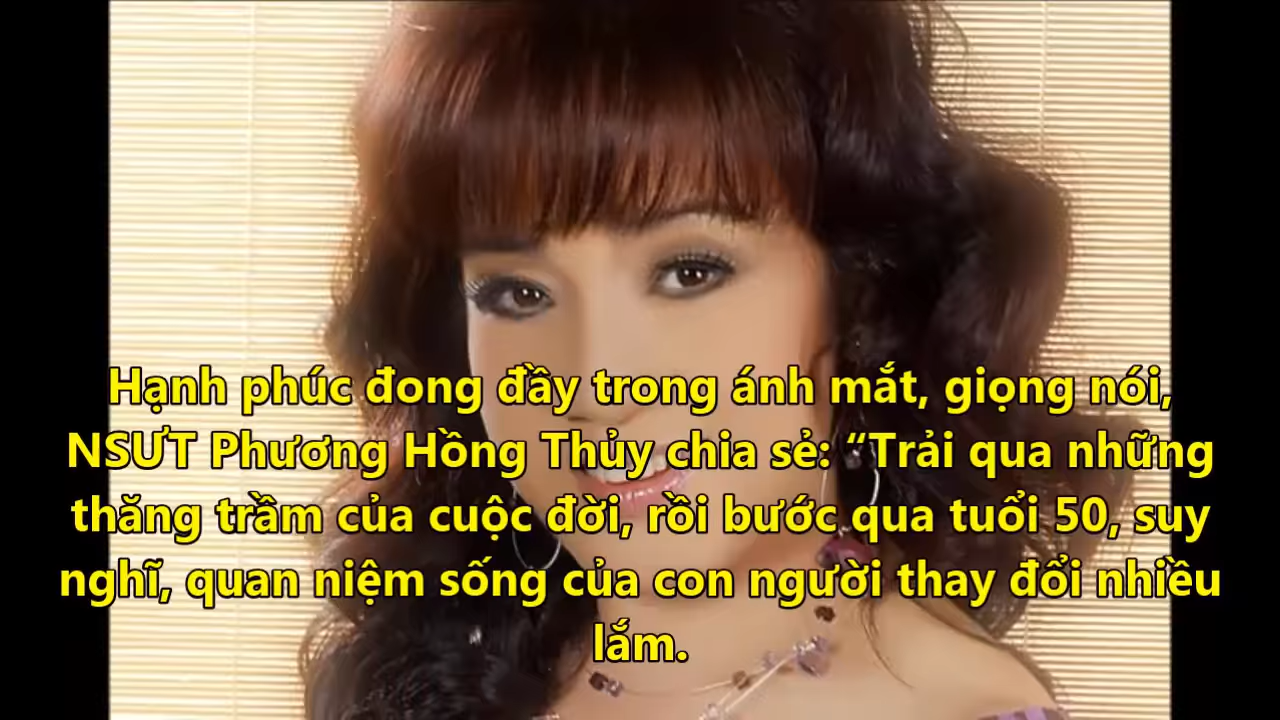 Hạnh phúc đong đầy trong ánh mắt, giọng nói,
NSƯT Phương Hồng Thủy chia sẻ: “Trải qua những
thăng trầm của cuộc đời, rồi bước qua tuổi 50, suy
nghĩ, quan niệm sống của con người thay đổi nhiều
lắm.